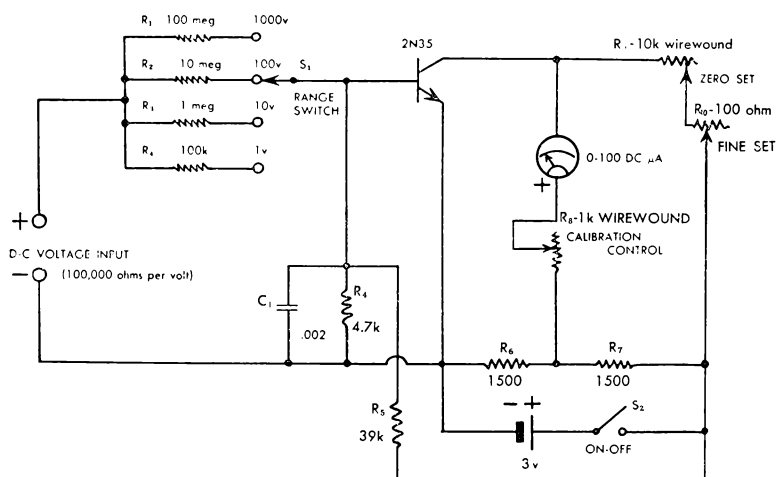 R₁ 100 meg 1000v
R₂ 10 meg 100v S₁
R₃ 1 meg 10v
RANGE
SWITCH
R₄ 100k 1v
2N35
10k wirewound
ZERO SET
R₁₀-100 ohm
FINE SET
0-100 DC µA
+
R₈-1k WIREWOUND
CALIBRATION
CONTROL
+
D-C VOLTAGE INPUT
− (100,000 ohms per volt)
C₁
.002
R₄
4.7k
R₆
1500
R₇
1500
R₅
39k
− +
3v
S₂
ON-OFF